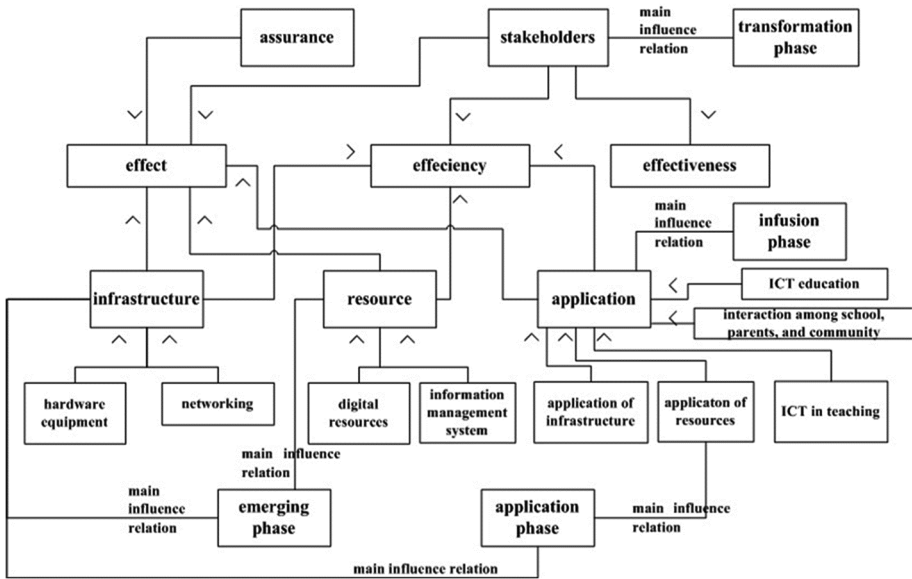 assurance
stakeholders
main
influence
relation
transformation
phase
effect
effeciency
effectiveness
main
influence
relation
infusion
phase
infrastructure
resource
application
ICT education
interaction among school,
parents, and community
hardware
equipment
networking
digital
resources
information
management
system
application of
infrastructure
applicaton of
resources
ICT in teaching
main influence
relation
main
influence
relation
emerging
phase
application
phase
main influence
relation
main influence relation